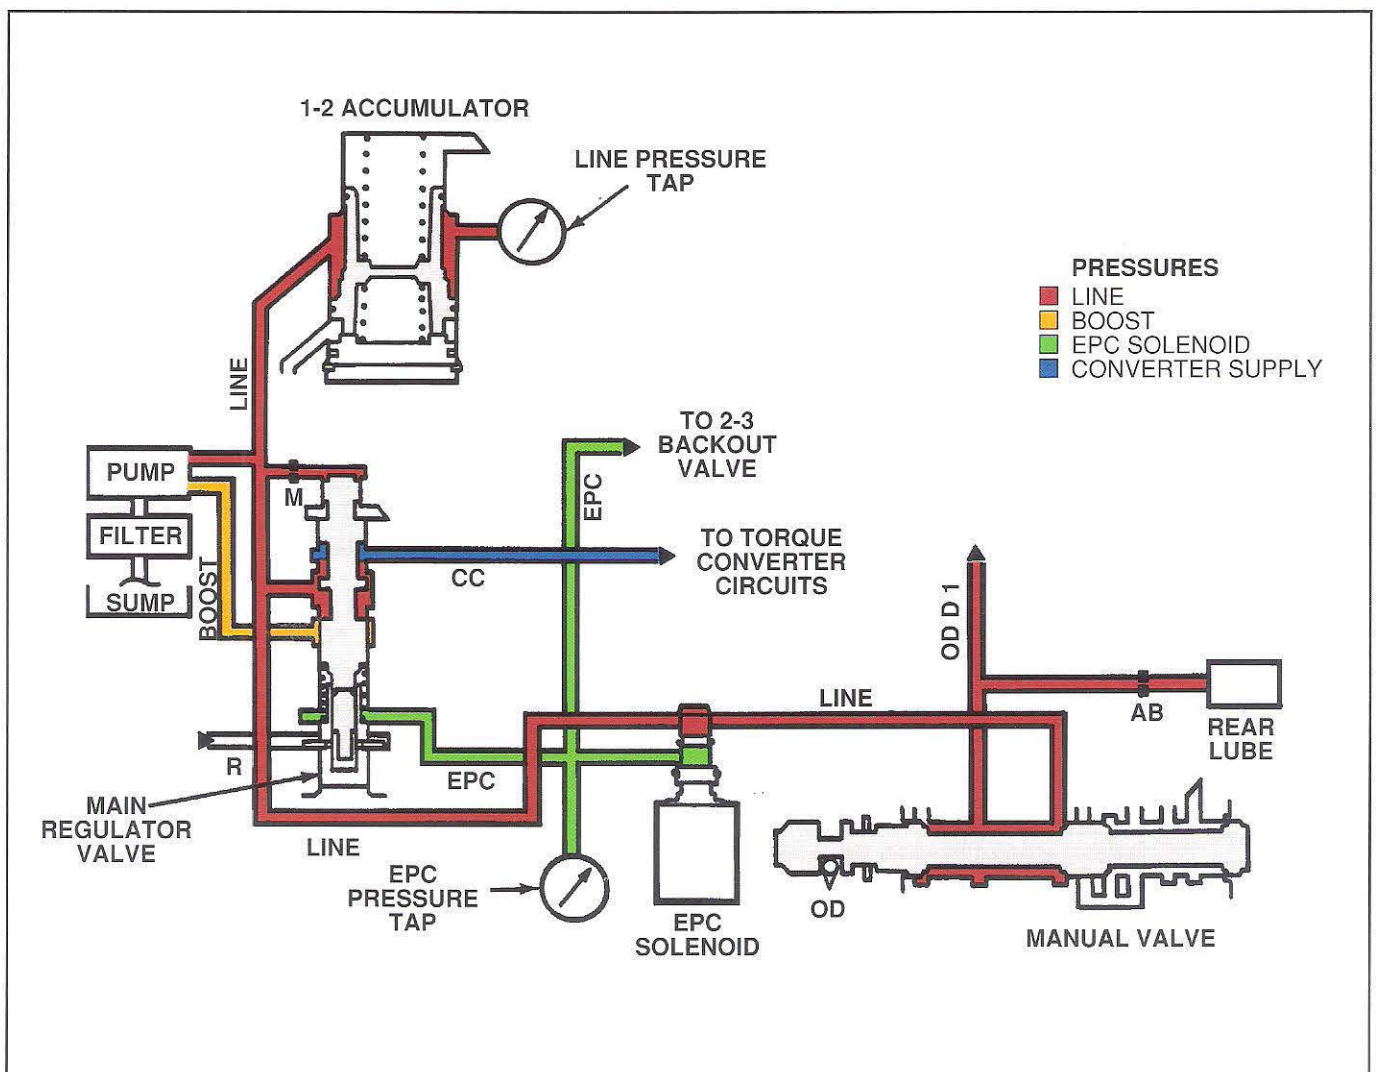 1-2 ACCUMULATOR
LINE PRESSURE
TAP
PRESSURES
LINE
BOOST
EPC SOLENOID
CONVERTER SUPPLY
LINE
TO 2-3
BACKOUT
VALVE
PUMP
M
EPC
FILTER
TO TORQUE
CONVERTER
CIRCUITS
CC
SUMP
BOOST
OD D 1
LINE
AB
REAR
LUBE
R
EPC
MAIN
REGULATOR
VALVE
LINE
EPC
PRESSURE
TAP
EPC
SOLENOID
OD
MANUAL VALVE